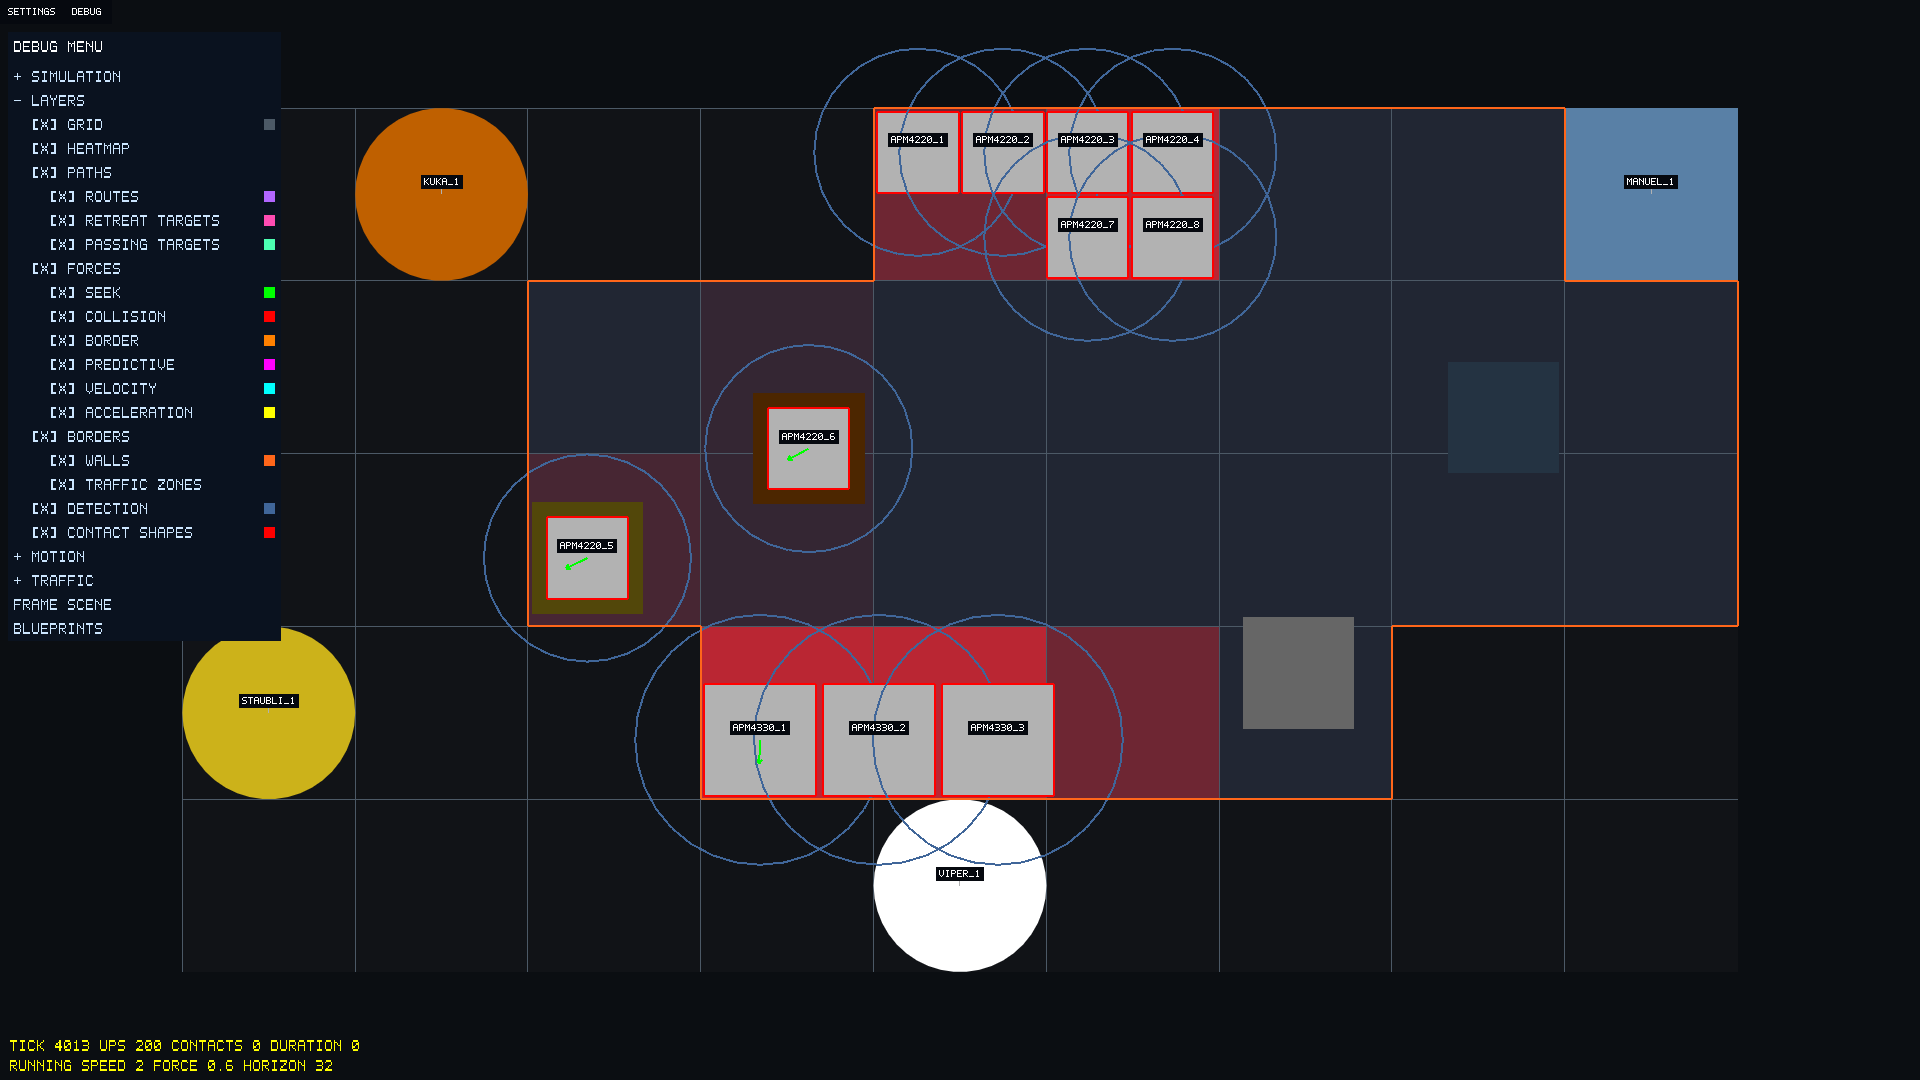 SETTINGS DEBUG
DEBUG MENU
+ SIMULATION
- LAYERS
[X] GRID
[X] HEATMAP
[X] PATHS
[X] ROUTES
[X] RETREAT TARGETS
[X] PASSING TARGETS
[X] FORCES
[X] SEEK
[X] COLLISION
[X] BORDER
[X] PREDICTIVE
[X] VELOCITY
[X] ACCELERATION
[X] BORDERS
[X] WALLS
[X] TRAFFIC ZONES
[X] DETECTION
[X] CONTACT SHAPES
+ MOTION
+ TRAFFIC
FRAME SCENE
BLUEPRINTS
APM4220_1 APM4220_2 APM4220_3 APM4220_4
KUKA_1
MANUEL_1
APM4220_7 APM4220_8
APM4220_6
APM4220_5
STAUBLI_1
APM4330_1 APM4330_2 APM4330_3
VIPER_1
TICK 4013 UPS 200 CONTACTS 0 DURATION 0
RUNNING SPEED 2 FORCE 0.6 HORIZON 32